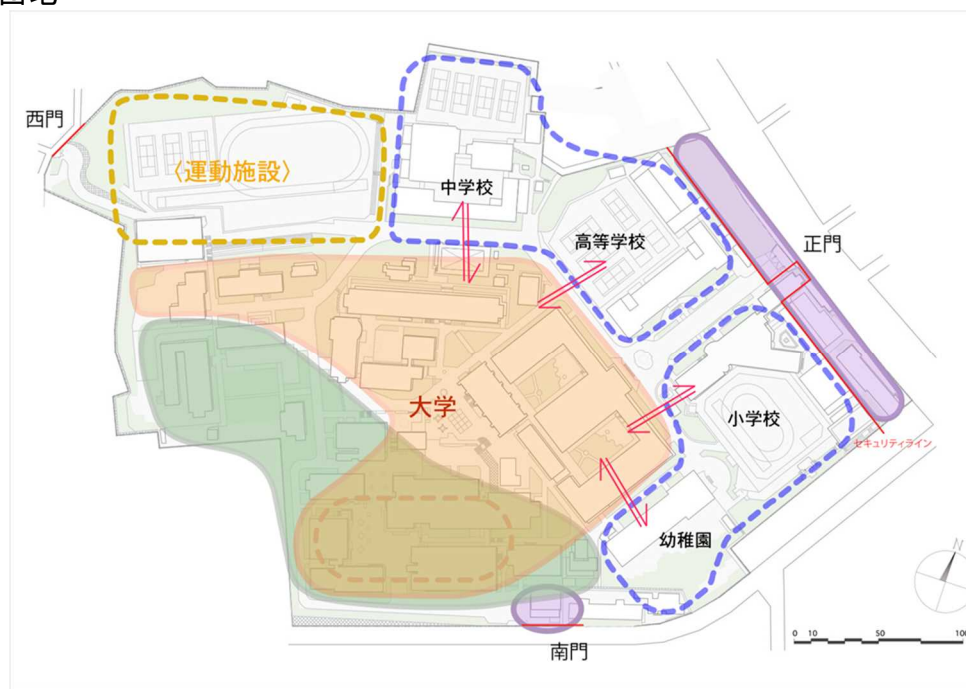 西門
〈運動施設〉
中学校
高等学校
正門
大学
小学校
セキュリティライン
幼稚園
南門
N
0 10 50 100